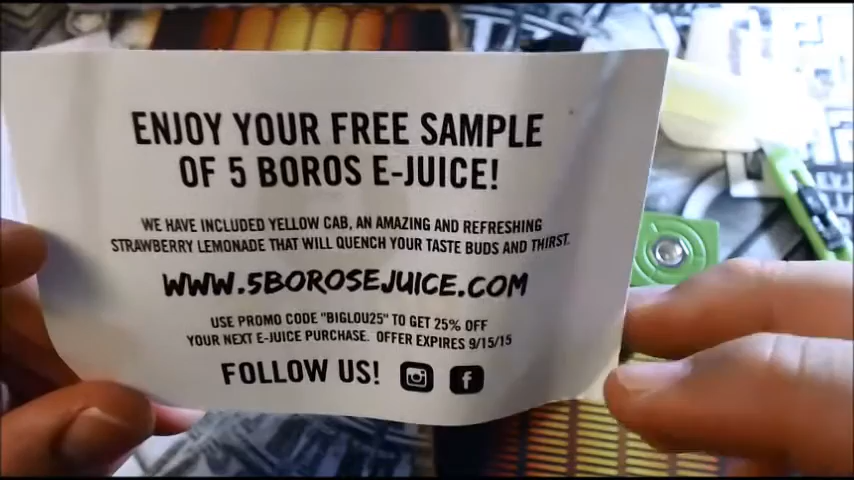 ENJOY YOUR FREE SAMPLE
OF 5 BOROS E-JUICE!
WE HAVE INCLUDED YELLOW CAB, AN AMAZING AND REFRESHING
STRAWBERRY LEMONADE THAT WILL QUENCH YOUR TASTE BUDS AND THIRST.
WWW.5BOROSEJUICE.COM
USE PROMO CODE "BIGLOU25" TO GET 25% OFF
YOUR NEXT E-JUICE PURCHASE. OFFER EXPIRES 9/15/15
FOLLOW US!